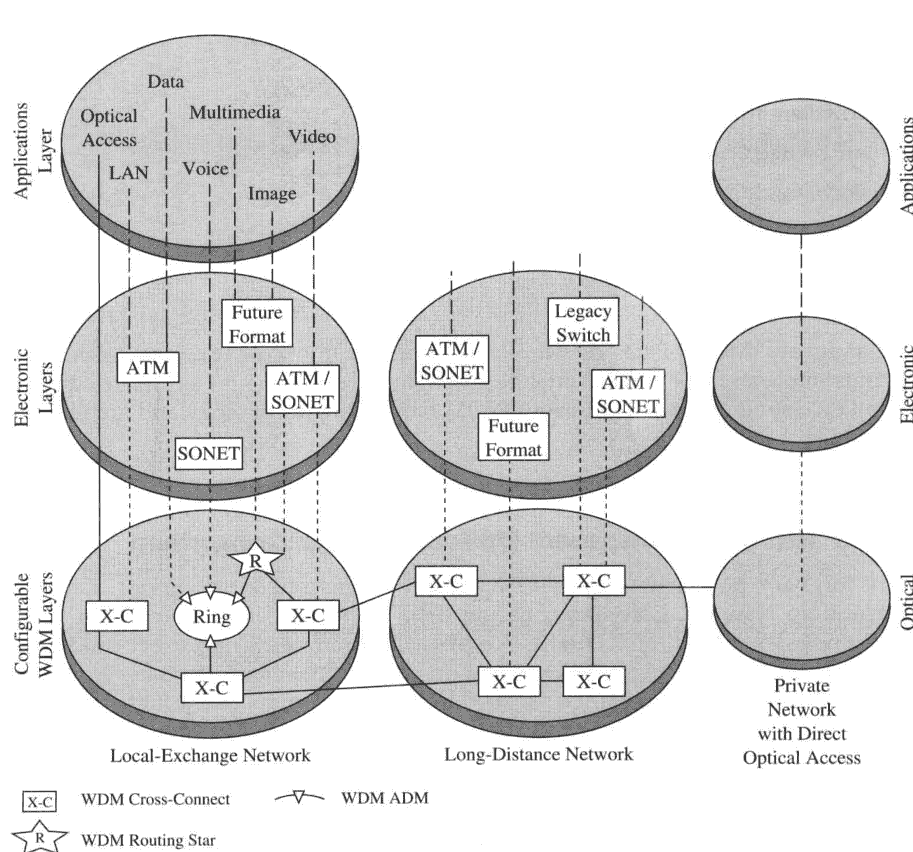 Applications
Layer
Data
Optical
Access
Multimedia
Video
LAN
Voice
Image
Applications
Electronic
Layers
Future
Format
ATM
ATM /
SONET
SONET
Legacy
Switch
ATM /
SONET
ATM /
SONET
Future
Format
Electronic
Configurable
WDM Layers
R
X-C
Ring
X-C
X-C
X-C
X-C
X-C
X-C
Optical
Local-Exchange Network
Long-Distance Network
Private
Network
with Direct
Optical Access
X-C WDM Cross-Connect
WDM ADM
R WDM Routing Star